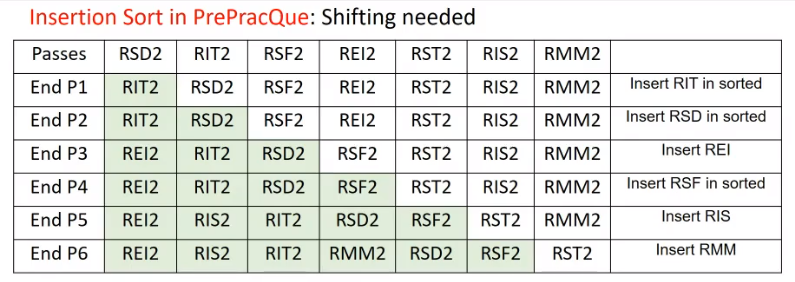 Insertion Sort in PrePracQue: Shifting needed
Passes RSD2 RIT2 RSF2 REI2 RST2 RIS2 RMM2
End P1 RIT2 RSD2 RSF2 REI2 RST2 RIS2 RMM2 Insert RIT in sorted
End P2 RIT2 RSD2 RSF2 REI2 RST2 RIS2 RMM2 Insert RSD in sorted
End P3 REI2 RIT2 RSD2 RSF2 RST2 RIS2 RMM2 Insert REI
End P4 REI2 RIT2 RSD2 RSF2 RST2 RIS2 RMM2 Insert RSF in sorted
End P5 REI2 RIS2 RIT2 RSD2 RSF2 RST2 RMM2 Insert RIS
End P6 REI2 RIS2 RIT2 RMM2 RSD2 RSF2 RST2 Insert RMM